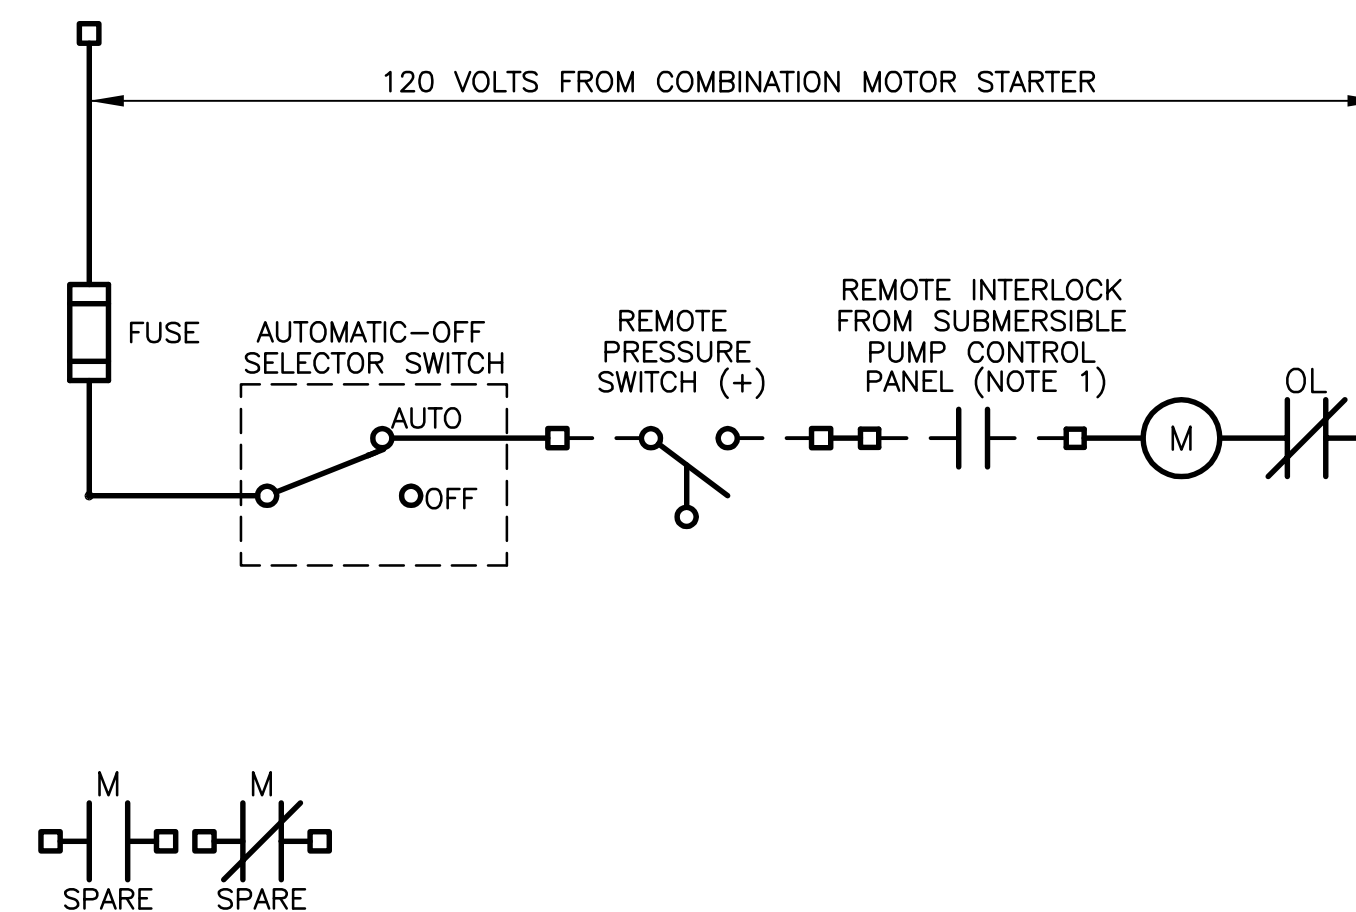 120 VOLTS FROM COMBINATION MOTOR STARTER
FUSE
AUTOMATIC-OFF
SELECTOR SWITCH
AUTO
OFF
REMOTE
PRESSURE
SWITCH (+)
REMOTE INTERLOCK
FROM SUBMERSIBLE
PUMP CONTROL
PANEL (NOTE 1)
M
OL
M
SPARE
M
SPARE